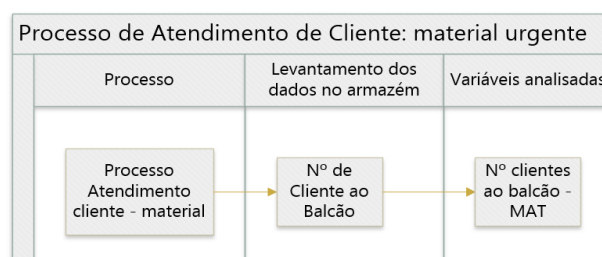 Processo de Atendimento de Cliente: material urgente
Processo
Levantamento dos
dados no armazém
Variáveis analisadas
Processo
Atendimento
cliente - material
Nº de
Cliente ao
Balcão
Nº clientes
ao balcão -
MAT